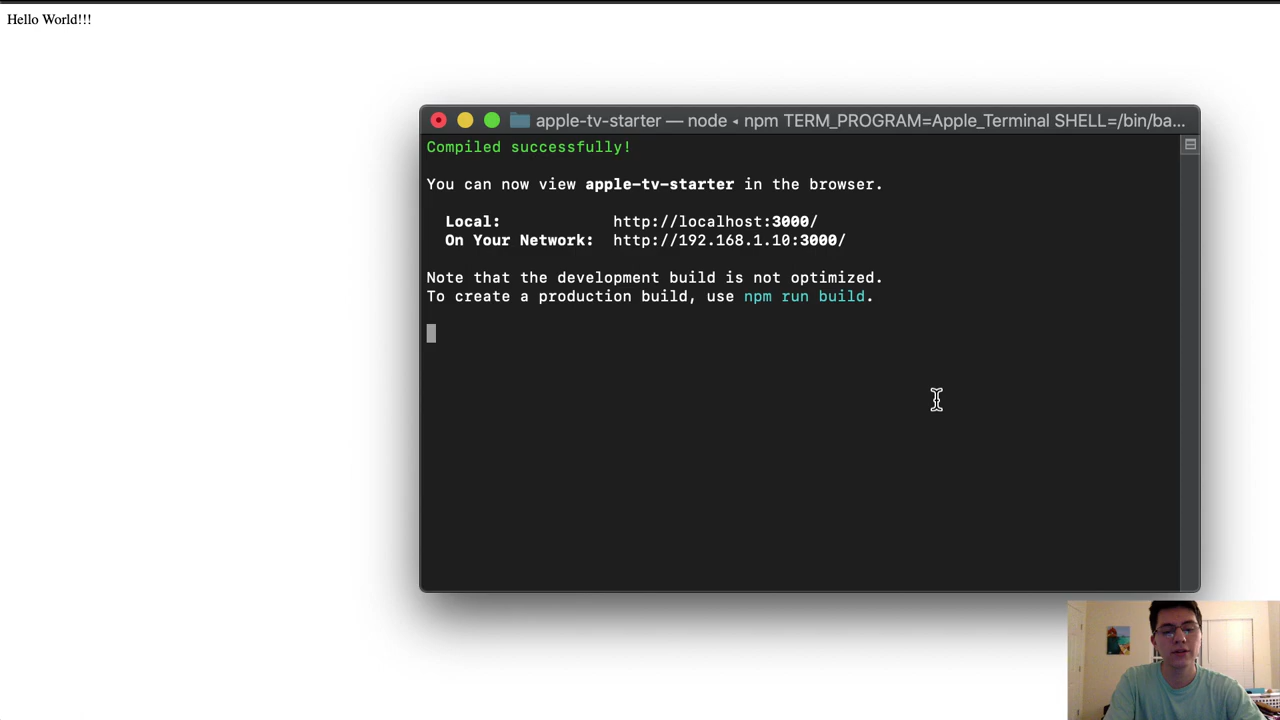 Hello World!!!
apple-tv-starter — node ◂ npm TERM_PROGRAM=Apple_Terminal SHELL=/bin/ba...
Compiled successfully!
You can now view apple-tv-starter in the browser.
Local: http://localhost:3000/
On Your Network: http://192.168.1.10:3000/
Note that the development build is not optimized.
To create a production build, use npm run build.